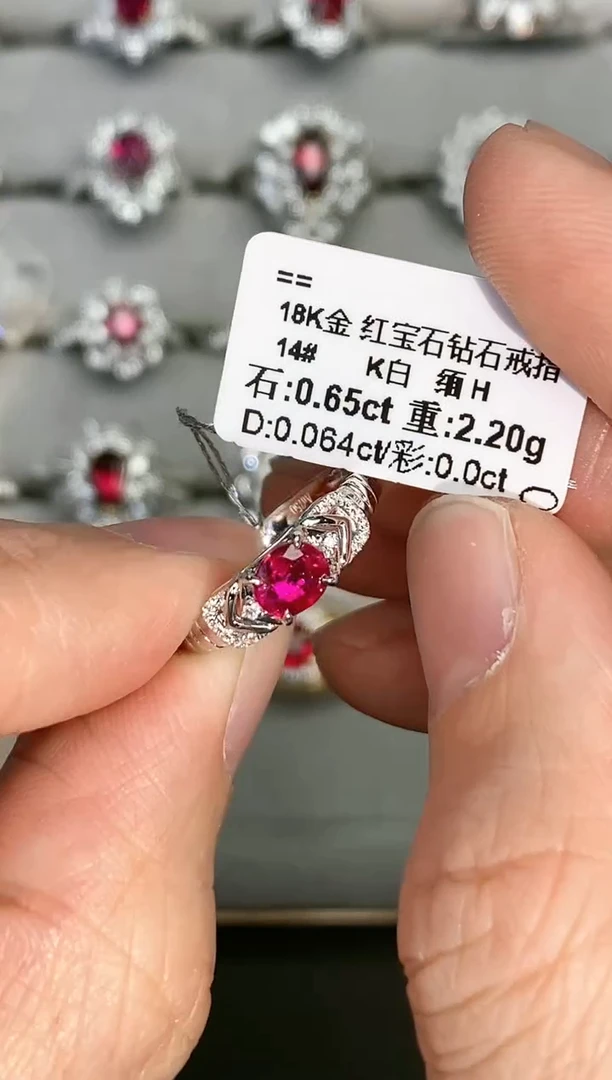 ==
18K金 红宝石钻石戒指
14# K白 缅 H
石:0.65ct 重:2.20g
D:0.064ct/彩:0.0ct